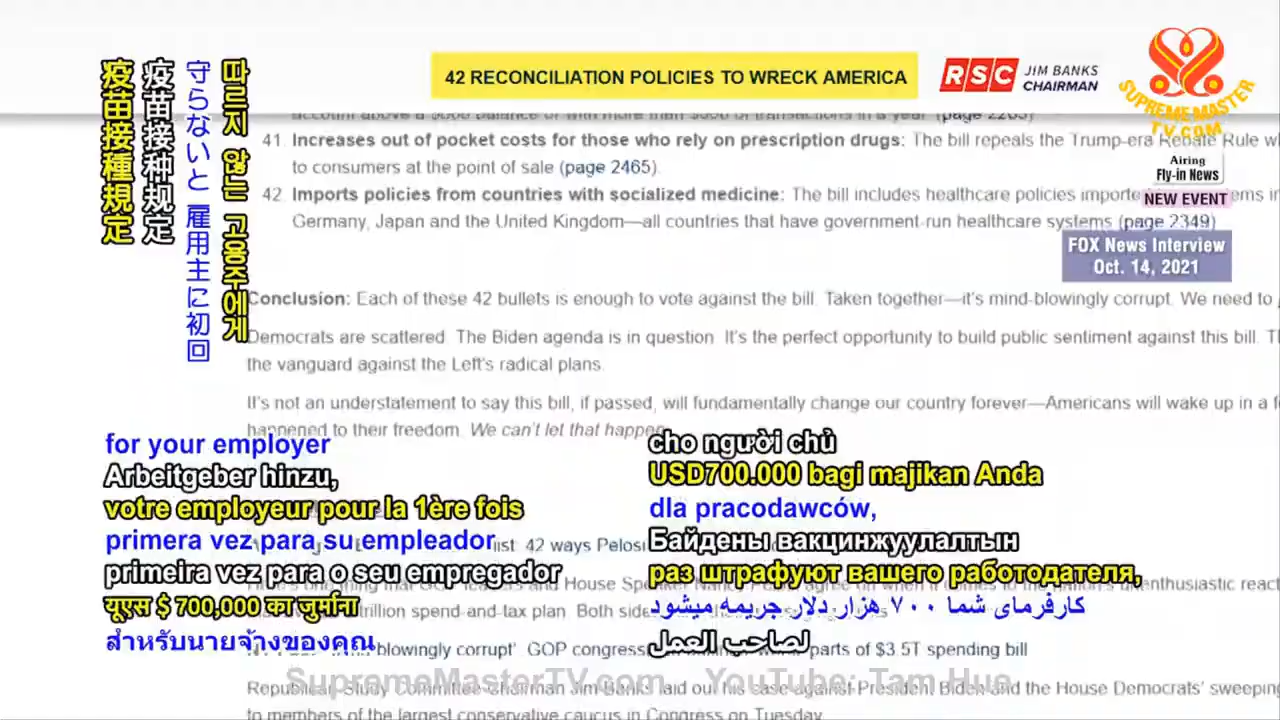 42 RECONCILIATION POLICIES TO WRECK AMERICA
RSC JIM BANKS
CHAIRMAN
SUPREME MASTER
TV.COM
Airing
Fly-in News
NEW EVENT
FOX News Interview
Oct. 14, 2021
疫苗接種規定
疫苗接种规定
守らないと 雇用主に初回
따르지 않는 고용주에게
(page 2265)
41. Increases out of pocket costs for those who rely on prescription drugs: The bill repeals the Trump-era Rebate Rule
to consumers at the point of sale (page 2465).
42. Imports policies from countries with socialized medicine: The bill includes healthcare policies
Germany, Japan and the United Kingdom—all countries that have government-run healthcare systems (page 2349)
Conclusion: Each of these 42 bullets is enough to vote against the bill. Taken together—it's mind-blowingly corrupt. We need to
Democrats are scattered. The Biden agenda is in question. It's the perfect opportunity to build public sentiment against this bill.
the vanguard against the Left's radical plans.
It's not an understatement to say this bill, if passed, will fundamentally change our country forever—Americans will wake up in a
happened to their freedom. We can't let that happen.
for your employer
Arbeitgeber hinzu,
votre employeur pour la 1ère fois
primera vez para su empleador
primeira vez para o seu empregador
यूएस $ 700,000 का जुर्माना
สำหรับนายจ้างของคุณ
cho người chủ
USD700.000 bagi majikan Anda
dla pracodawców,
Байдены вакцинжуулалтын
раз штрафуют вашего работодателя,
کارفرمای شما ۷۰۰ هزار دلار جریمه میشود
لصاحب العمل
42 ways
House
spend-and-tax plan. Both
blowingly corrupt'. GOP
parts of $3.5T spending bill
SupremeMasterTV.com YouTube: Tam Hue
Republican Study Committee Chairman Jim Banks laid out his case against President Biden and the House Democrats' sweeping
to members of the largest conservative caucus in Congress on Tuesday.